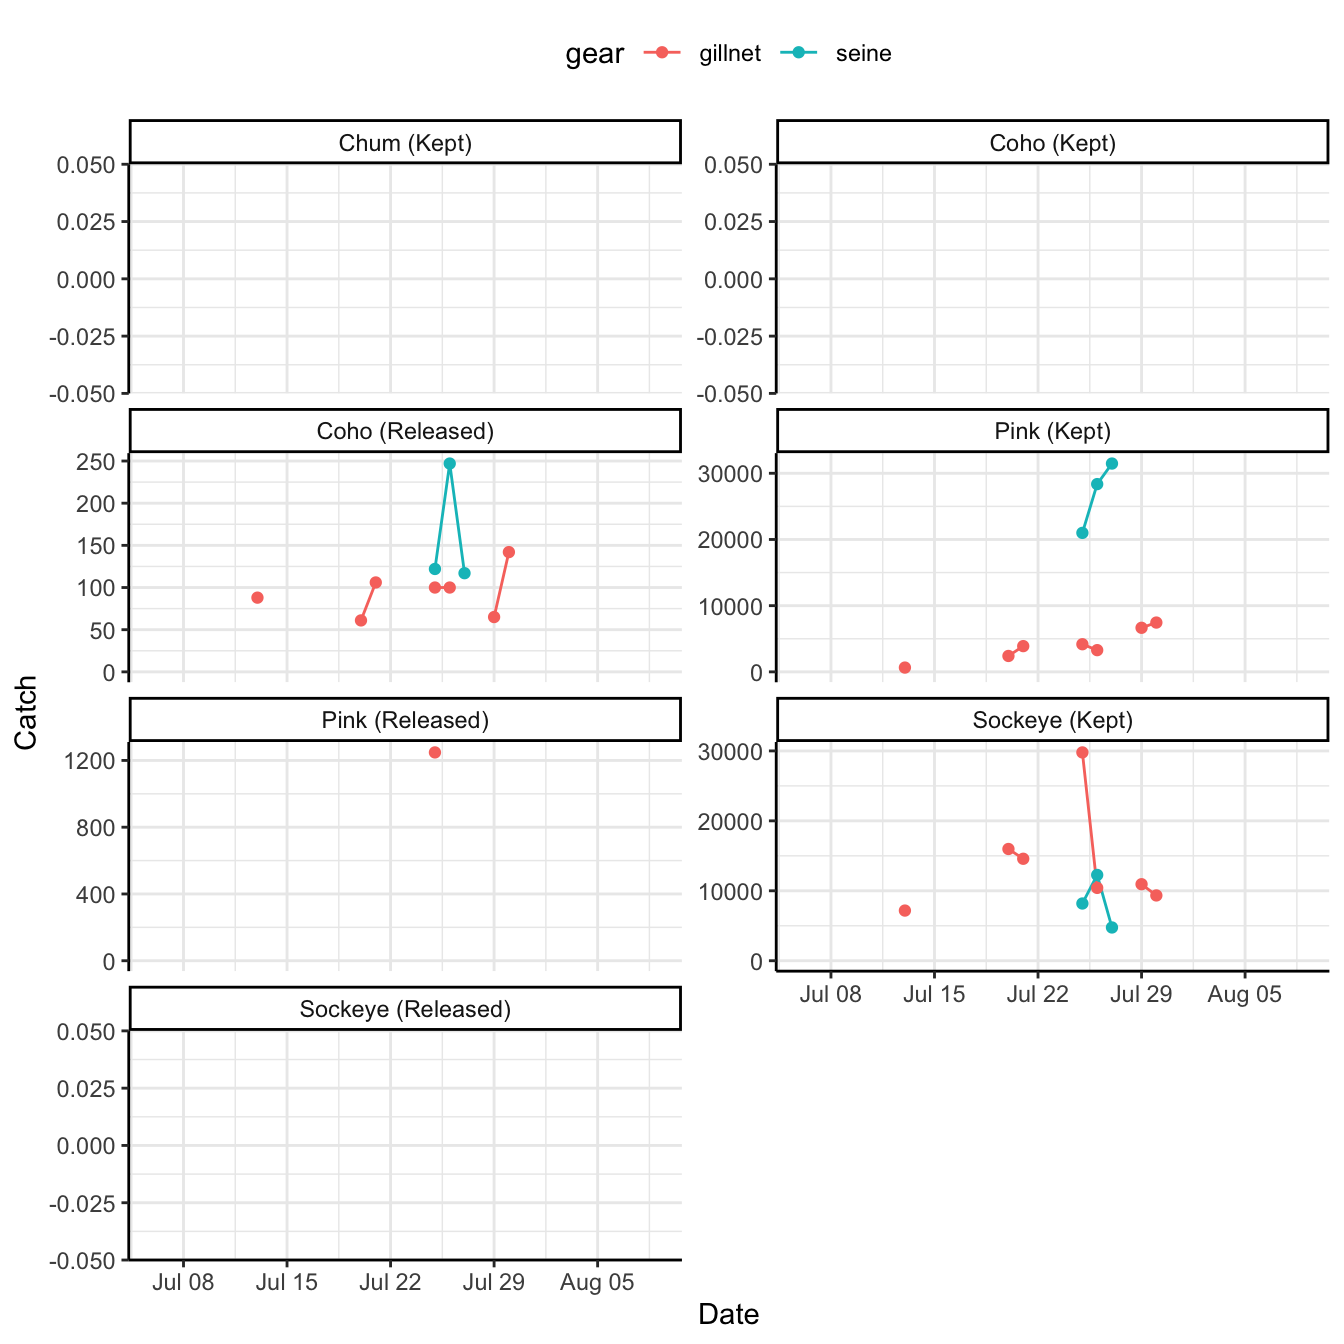 gear gillnet seine
Chum (Kept)
0.050
0.025
0.000
-0.025
-0.050
Coho (Kept)
0.050
0.025
0.000
-0.025
-0.050
Coho (Released)
250
200
150
100
50
0
Pink (Kept)
30000
20000
10000
0
Pink (Released)
1200
800
400
0
Sockeye (Kept)
30000
20000
10000
0
Jul 08 Jul 15 Jul 22 Jul 29 Aug 05
Sockeye (Released)
0.050
0.025
0.000
-0.025
-0.050
Jul 08 Jul 15 Jul 22 Jul 29 Aug 05
Catch
Date